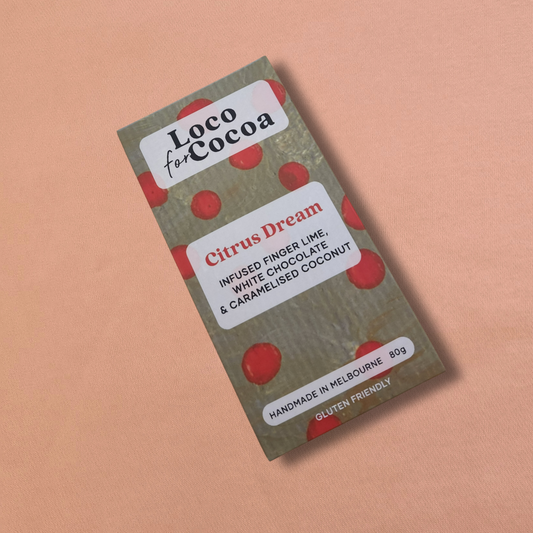 Loco
for Cocoa
Citrus Dream
INFUSED FINGER LIME,
WHITE CHOCOLATE
& CARAMELISED COCONUT
HANDMADE IN MELBOURNE 80g
GLUTEN FRIENDLY